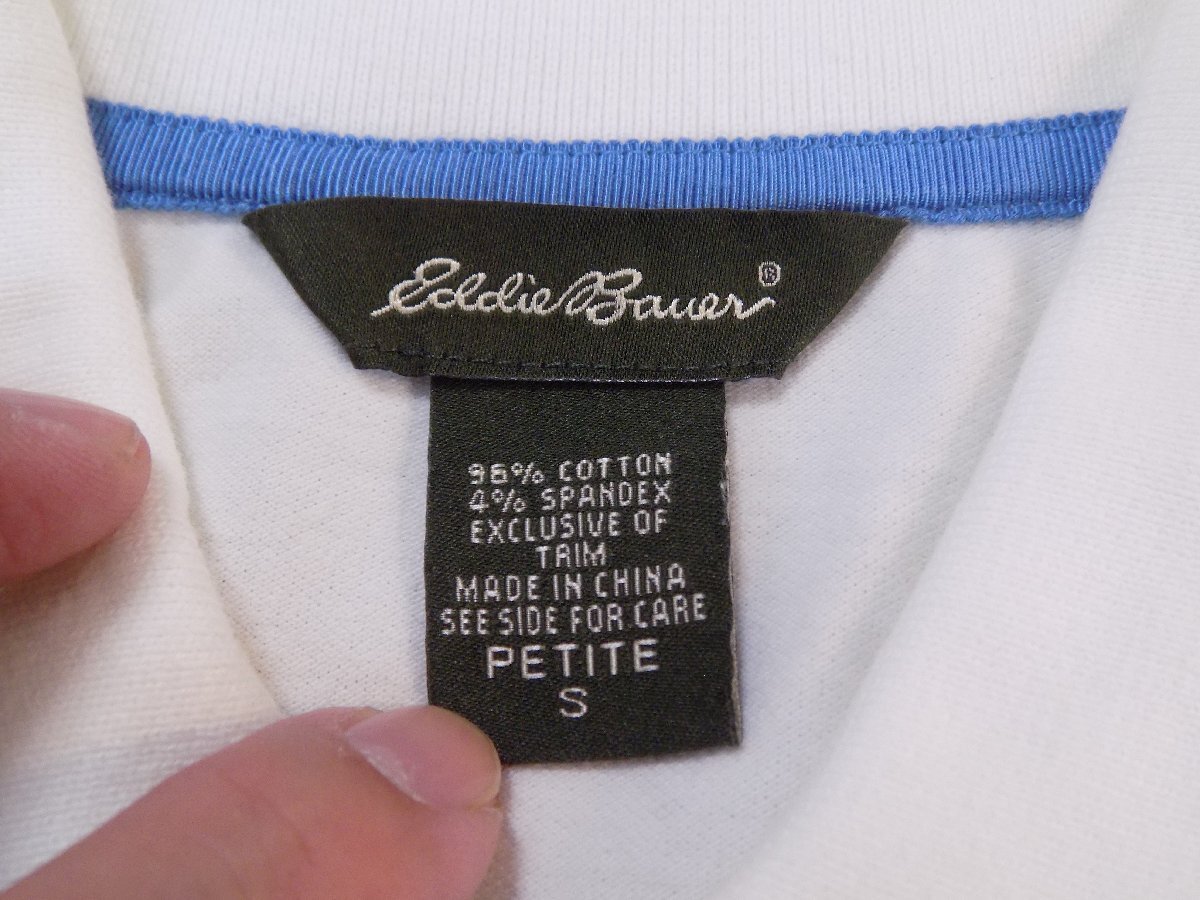 Eddie Bauer®
96% COTTON
4% SPANDEX
EXCLUSIVE OF
TRIM
MADE IN CHINA
SEE SIDE FOR CARE
PETITE
S